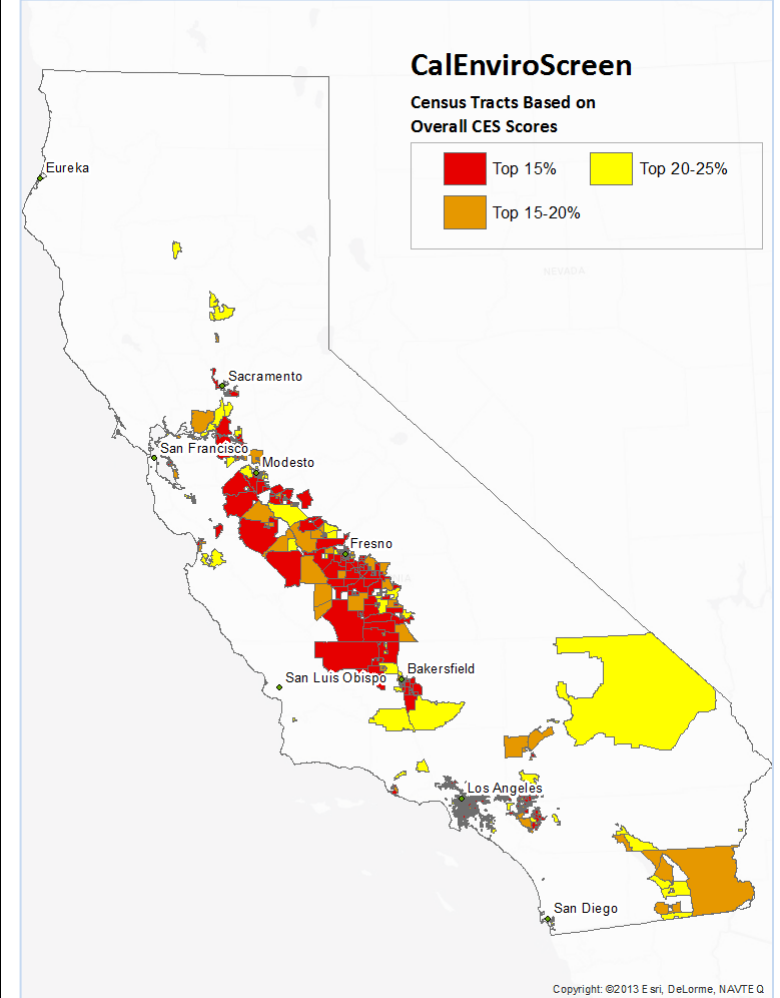 CalEnviroScreen
Census Tracts Based on
Overall CES Scores
Top 15%
Top 20-25%
Top 15-20%
Eureka
NEVADA
Sacramento
San Francisco
Modesto
Fresno
Bakersfield
San Luis Obispo
Los Angeles
San Diego
Copyright: ©2013 Esri, DeLorme, NAVTEQ